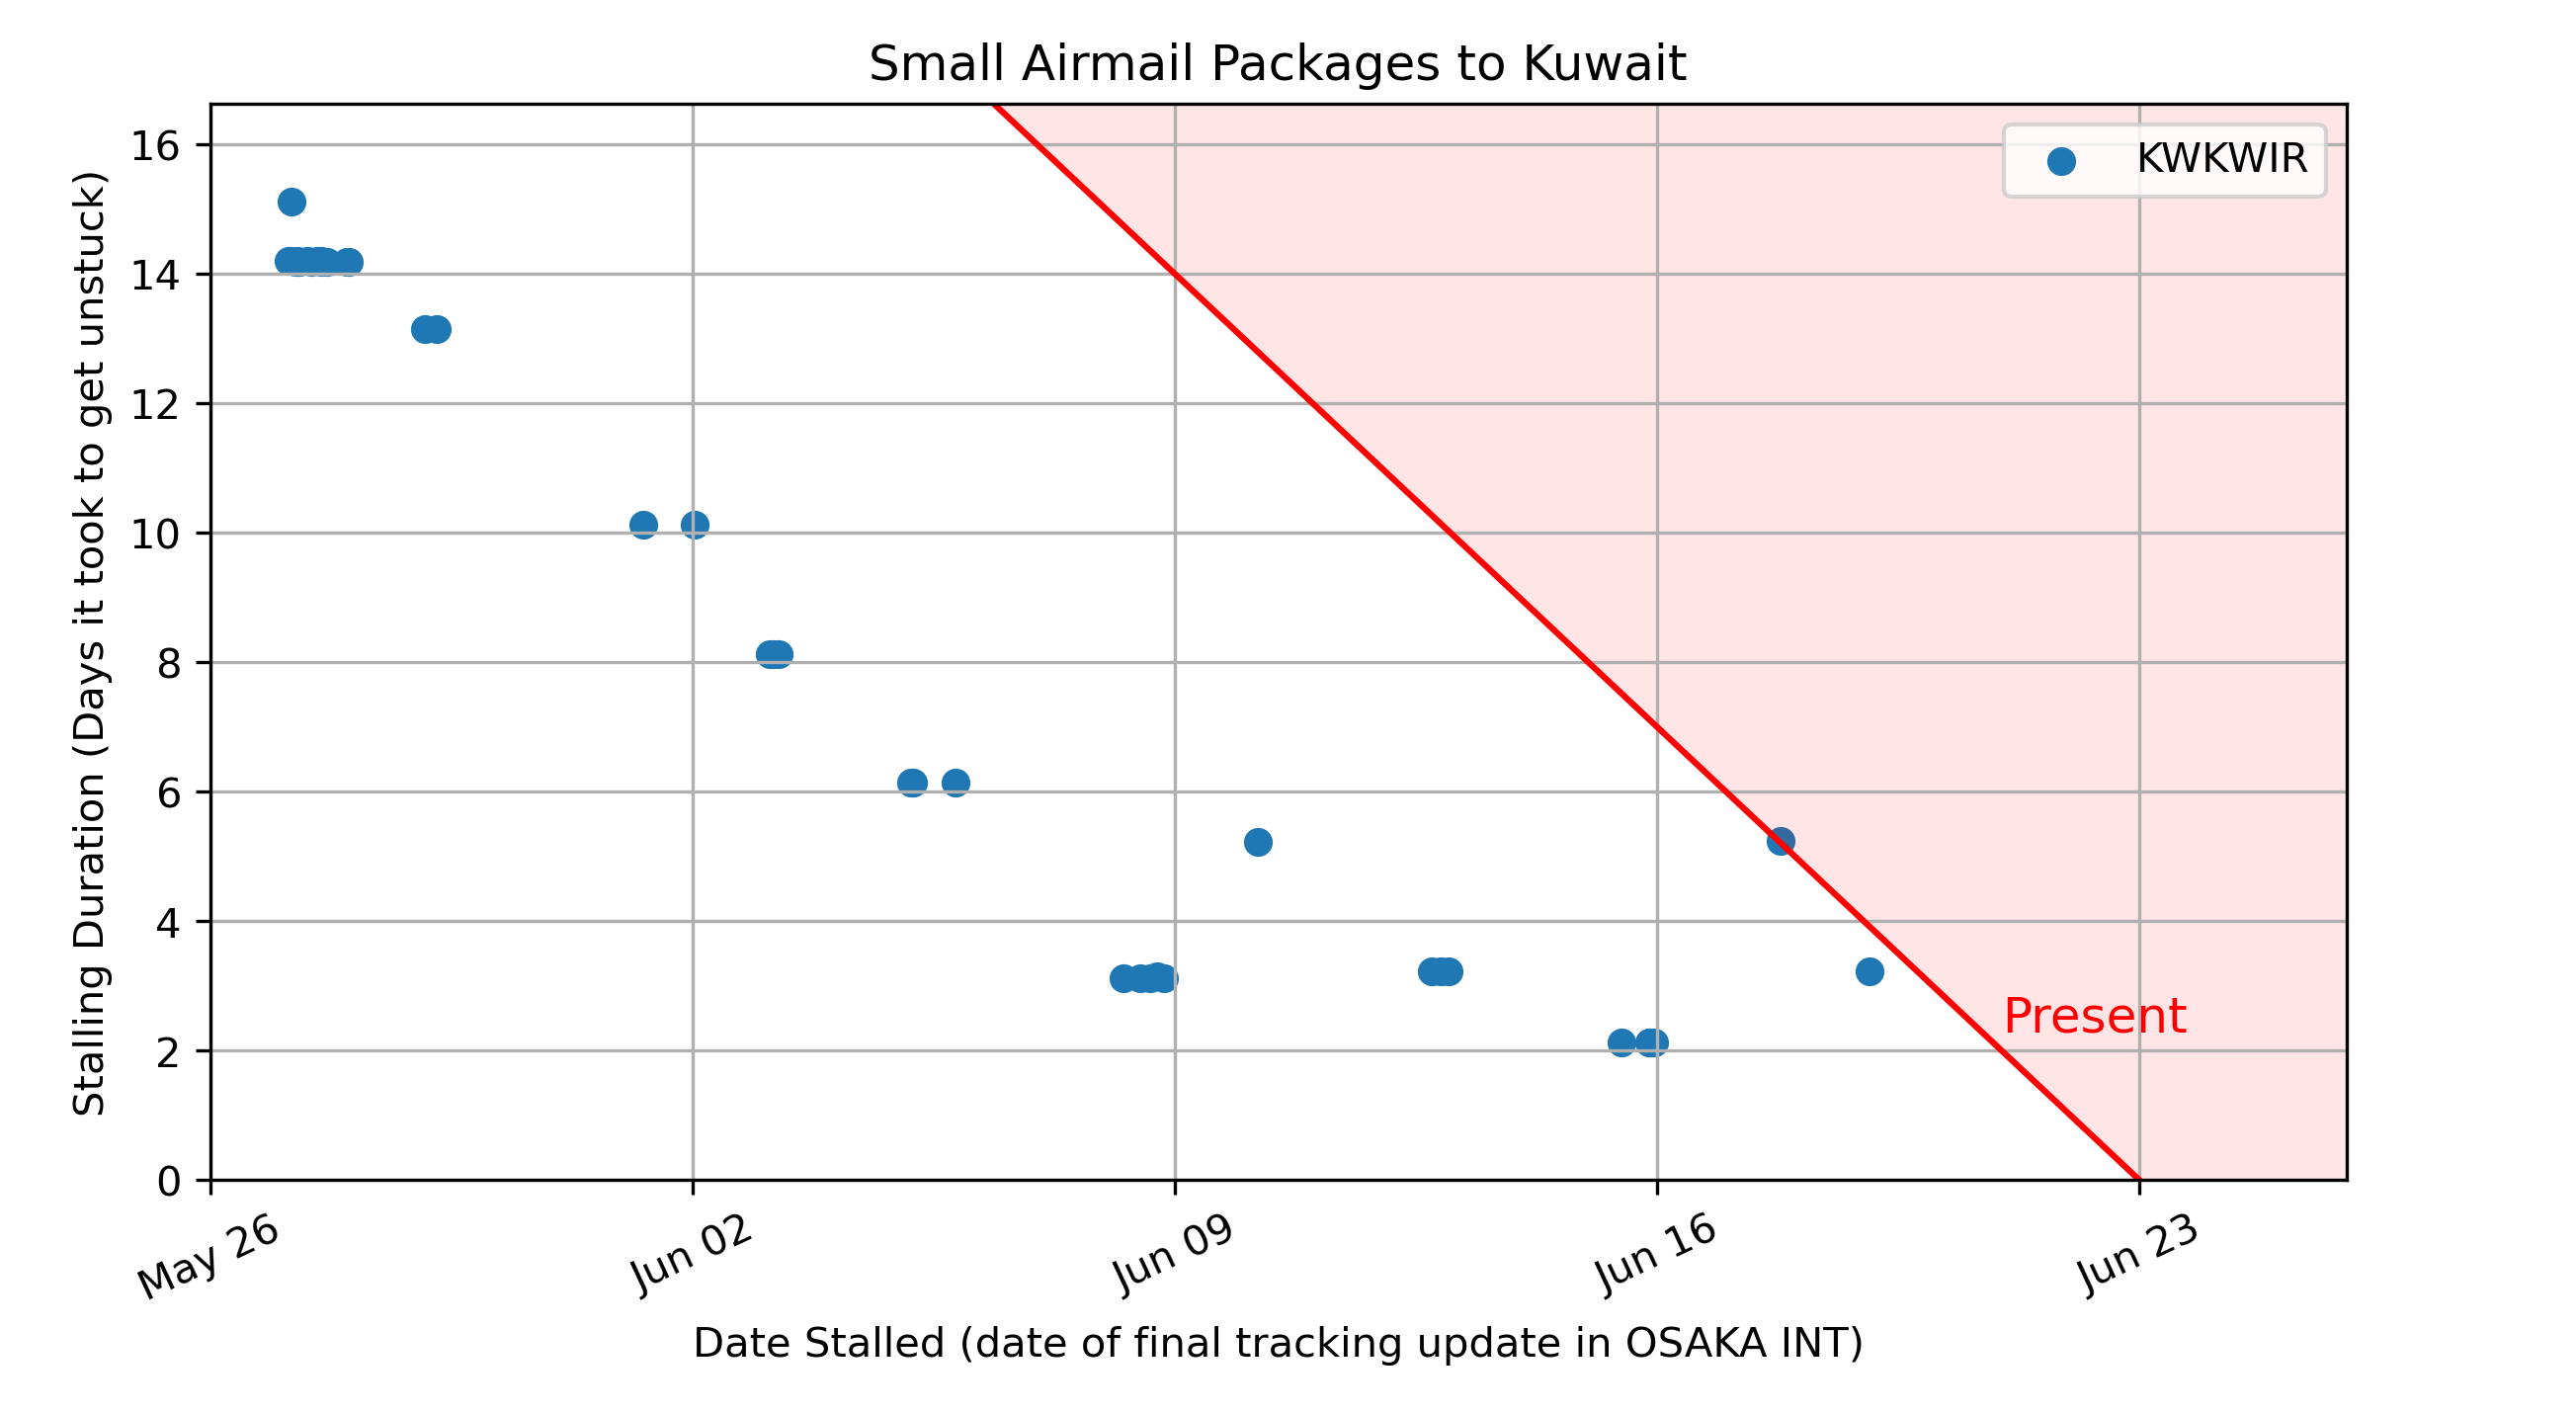 Small Airmail Packages to Kuwait
KWKWIR
Stalling Duration (Days it took to get unstuck)
16
14
12
10
8
6
4
2
0
Present
May 26
Jun 02
Jun 09
Jun 16
Jun 23
Date Stalled (date of final tracking update in OSAKA INT)